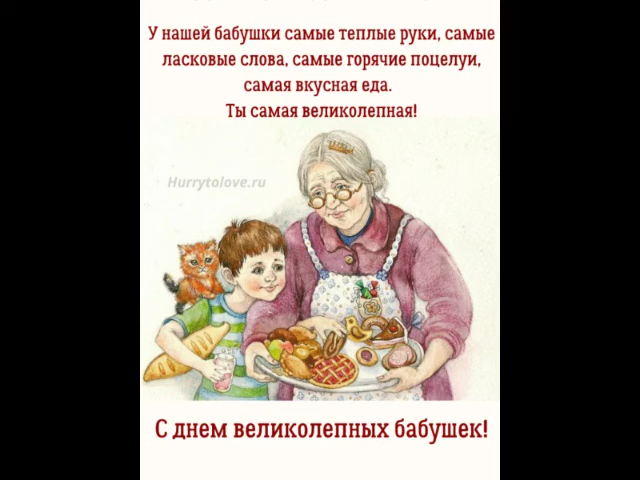 У нашей бабушки самые теплые руки, самые
ласковые слова, самые горячие поцелуи,
самая вкусная еда.
Ты самая великолепная!
Hurrytolove.ru
С днем великолепных бабушек!